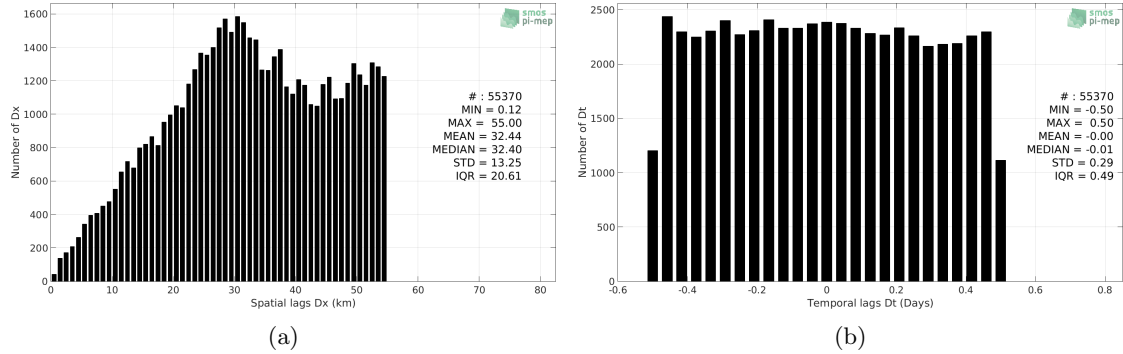 1600
1400
1200
1000
800
600
400
200
0
Number of Dx
0 10 20 30 40 50 60 70 80
Spatial lags Dx (km)
smos
pi-mep
# : 55370
MIN = 0.12
MAX = 55.00
MEAN = 32.44
MEDIAN = 32.40
STD = 13.25
IQR = 20.61
(a)
2500
2000
1500
1000
500
0
Number of Dt
-0.6 -0.4 -0.2 0 0.2 0.4 0.6 0.8
Temporal lags Dt (Days)
smos
pi-mep
# : 55370
MIN = -0.50
MAX = 0.50
MEAN = -0.00
MEDIAN = -0.01
STD = 0.29
IQR = 0.49
(b)